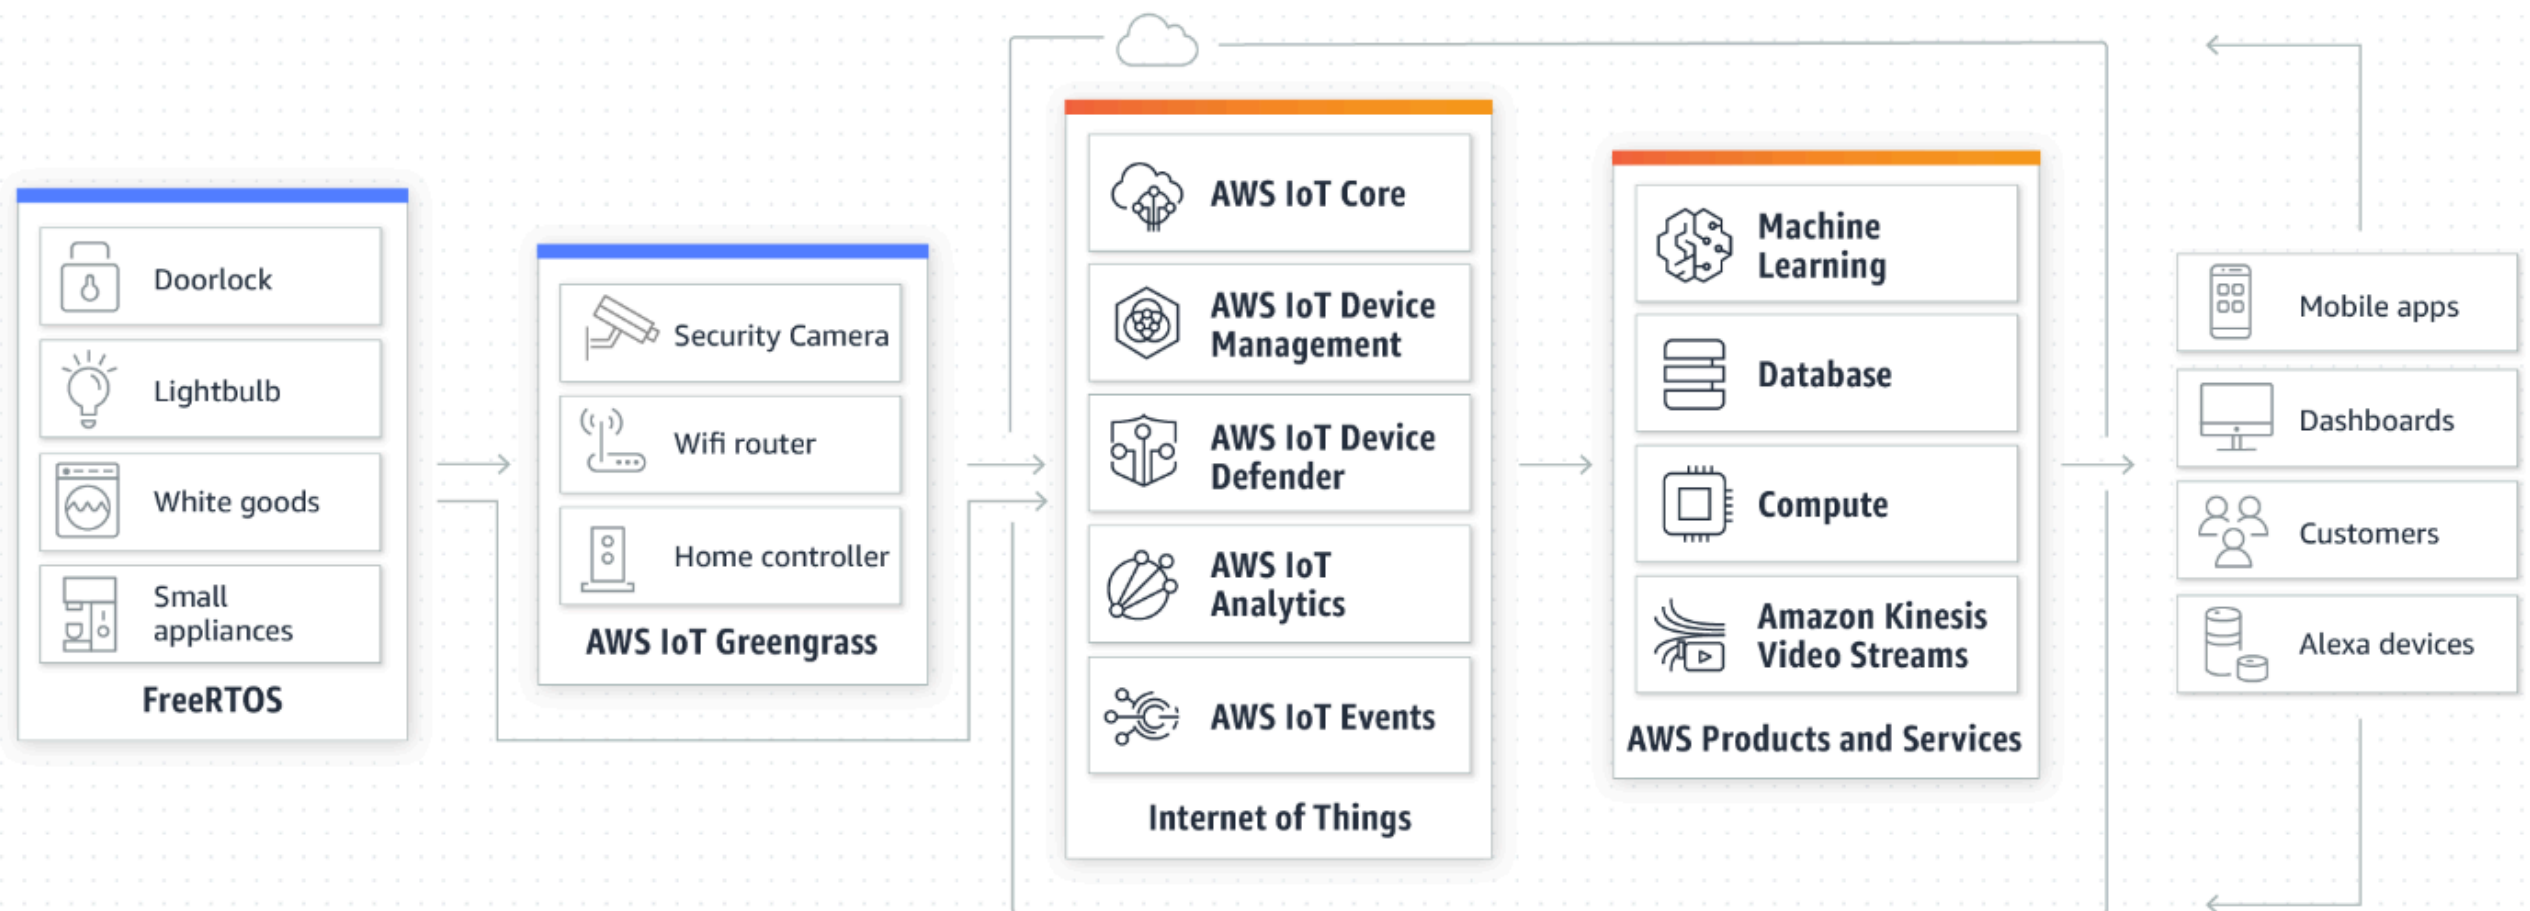 Doorlock
Lightbulb
White goods
Small
appliances
FreeRTOS
Security Camera
Wifi router
Home controller
AWS IoT Greengrass
AWS IoT Core
AWS IoT Device
Management
AWS IoT Device
Defender
AWS IoT
Analytics
AWS IoT Events
Internet of Things
Machine
Learning
Database
Compute
Amazon Kinesis
Video Streams
AWS Products and Services
Mobile apps
Dashboards
Customers
Alexa devices